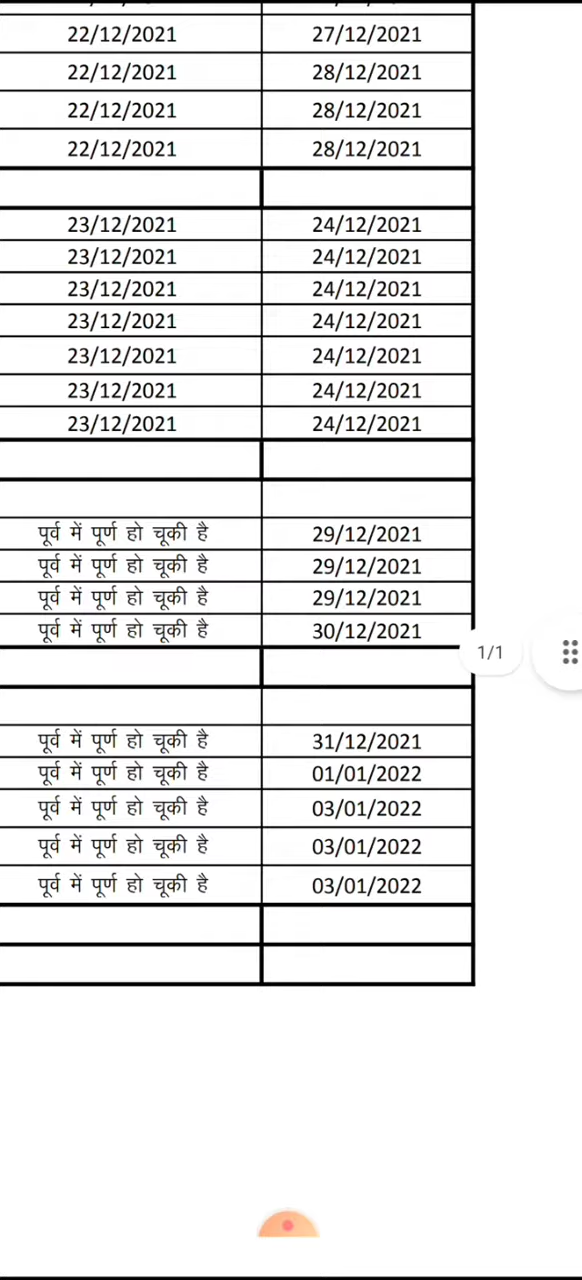 22/12/2021 27/12/2021
22/12/2021 28/12/2021
22/12/2021 28/12/2021
22/12/2021 28/12/2021
23/12/2021 24/12/2021
23/12/2021 24/12/2021
23/12/2021 24/12/2021
23/12/2021 24/12/2021
23/12/2021 24/12/2021
23/12/2021 24/12/2021
23/12/2021 24/12/2021
पूर्व में पूर्ण हो चूकी है 29/12/2021
पूर्व में पूर्ण हो चूकी है 29/12/2021
पूर्व में पूर्ण हो चूकी है 29/12/2021
पूर्व में पूर्ण हो चूकी है 30/12/2021
1/1
पूर्व में पूर्ण हो चूकी है 31/12/2021
पूर्व में पूर्ण हो चूकी है 01/01/2022
पूर्व में पूर्ण हो चूकी है 03/01/2022
पूर्व में पूर्ण हो चूकी है 03/01/2022
पूर्व में पूर्ण हो चूकी है 03/01/2022